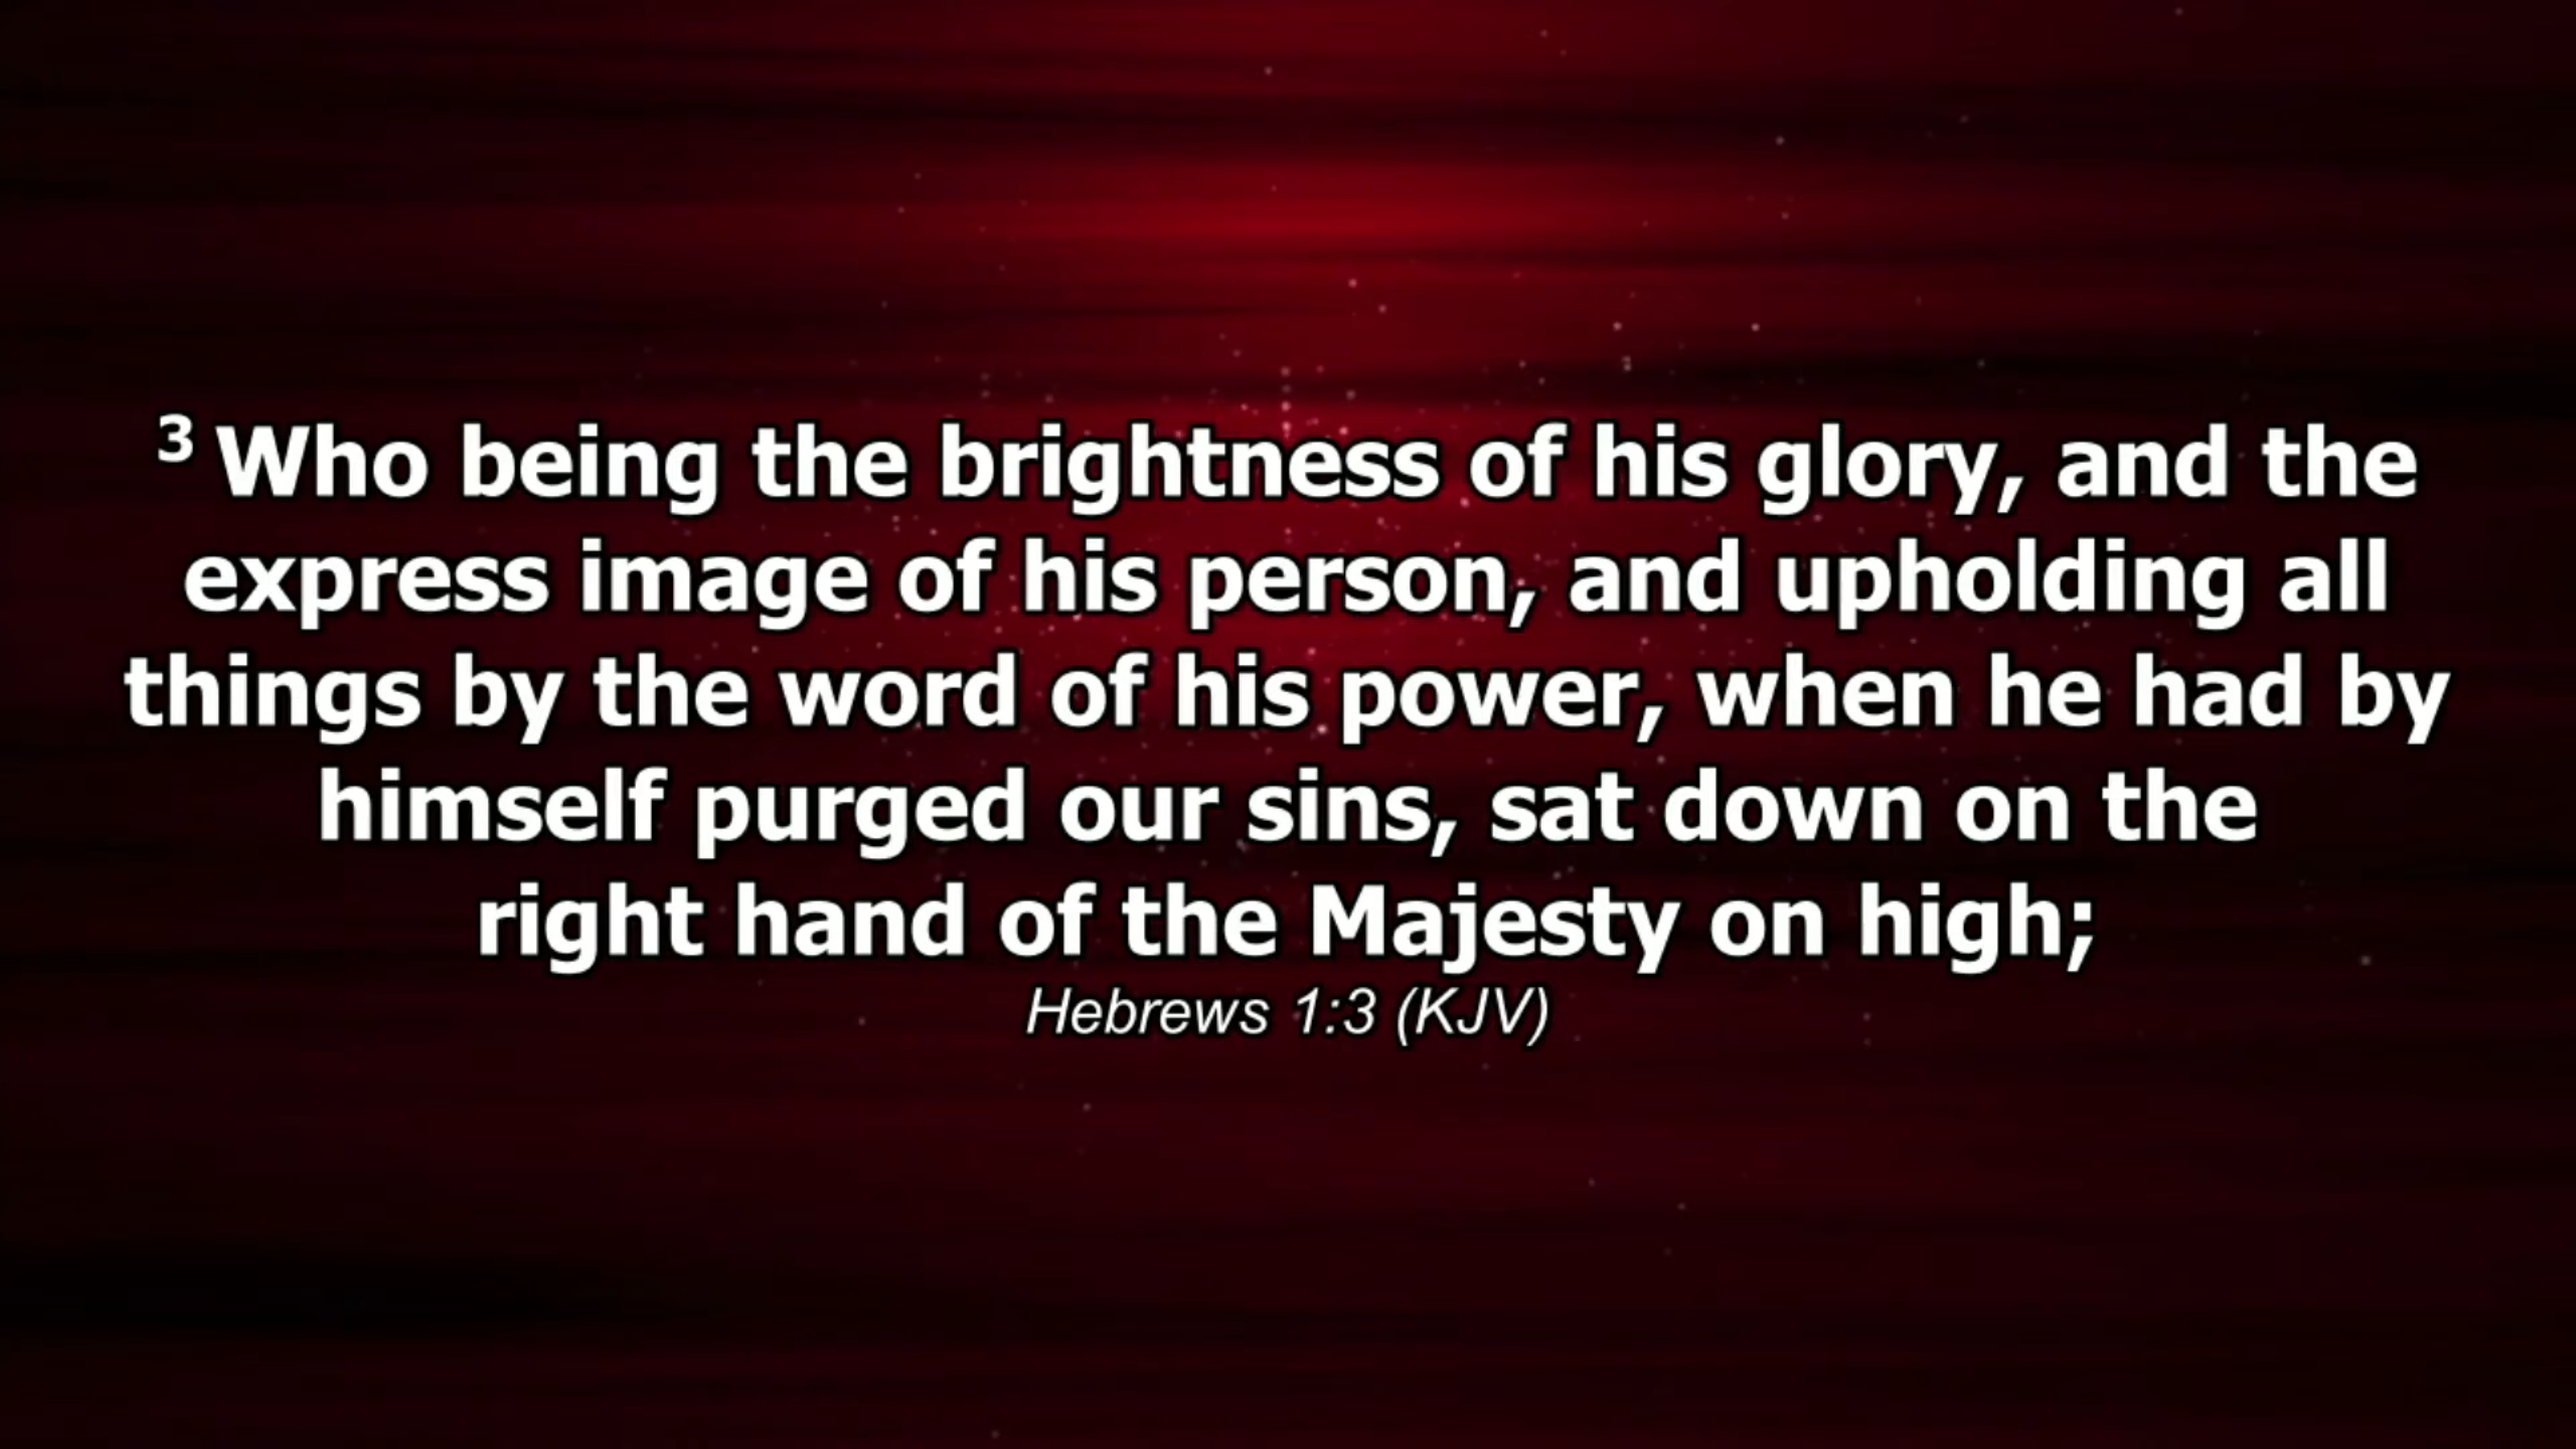 3 Who being the brightness of his glory, and the
express image of his person, and upholding all
things by the word of his power, when he had by
himself purged our sins, sat down on the
right hand of the Majesty on high;
Hebrews 1:3 (KJV)